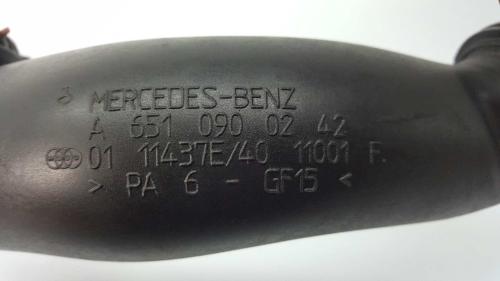 MERCEDES-BENZ
A 651 090 02 42
01 11437E/40 11001 F.
> PA 6 - GF15 <